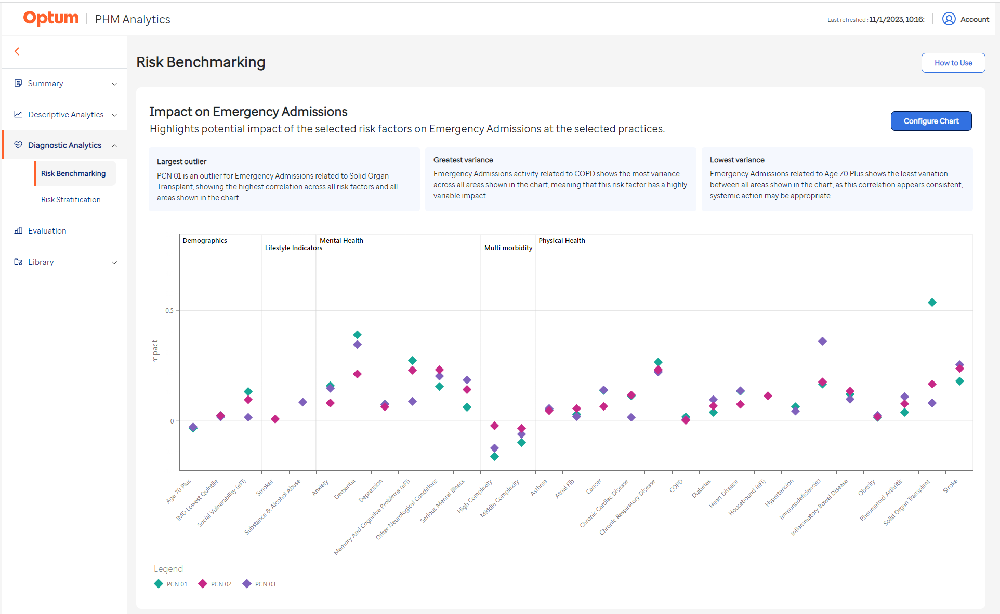 Optum
PHM Analytics
Last refreshed : 11/1/2023, 10:16:
Account
Summary
Descriptive Analytics
Diagnostic Analytics
Risk Benchmarking
Risk Stratification
Evaluation
Library
Risk Benchmarking
How to Use
Impact on Emergency Admissions
Highlights potential impact of the selected risk factors on Emergency Admissions at the selected practices.
Configure Chart
Largest outlier
PCN 01 is an outlier for Emergency Admissions related to Solid Organ
Transplant, showing the highest correlation across all risk factors and all
areas shown in the chart.
Greatest variance
Emergency Admissions activity related to COPD shows the most variance
across all areas shown in the chart, meaning that this risk factor has a highly
variable impact.
Lowest variance
Emergency Admissions related to Age 70 Plus shows the least variation
between all areas shown in the chart; as this correlation appears consistent,
systemic action may be appropriate.
Demographics
Lifestyle Indicators
Mental Health
Multi morbidity
Physical Health
0.5
0
Impact
Age 70 Plus
IMD Lowest Quintile
Social Vulnerability (eFI)
Smoker
Substance & Alcohol Abuse
Anxiety
Dementia
Depression
Memory And Cognitive Problems (eFI)
Other Neurological Conditions
Serious Mental Illness
High Complexity
Middle Complexity
Asthma
Atrial Fib
Cancer
Chronic Cardiac Disease
Chronic Respiratory Disease
COPD
Diabetes
Heart Disease
Housebound (eFI)
Hypertension
Immunodeficiencies
Inflammatory Bowel Disease
Obesity
Rheumatoid Arthritis
Solid Organ Transplant
Stroke
Legend
PCN 01
PCN 02
PCN 03